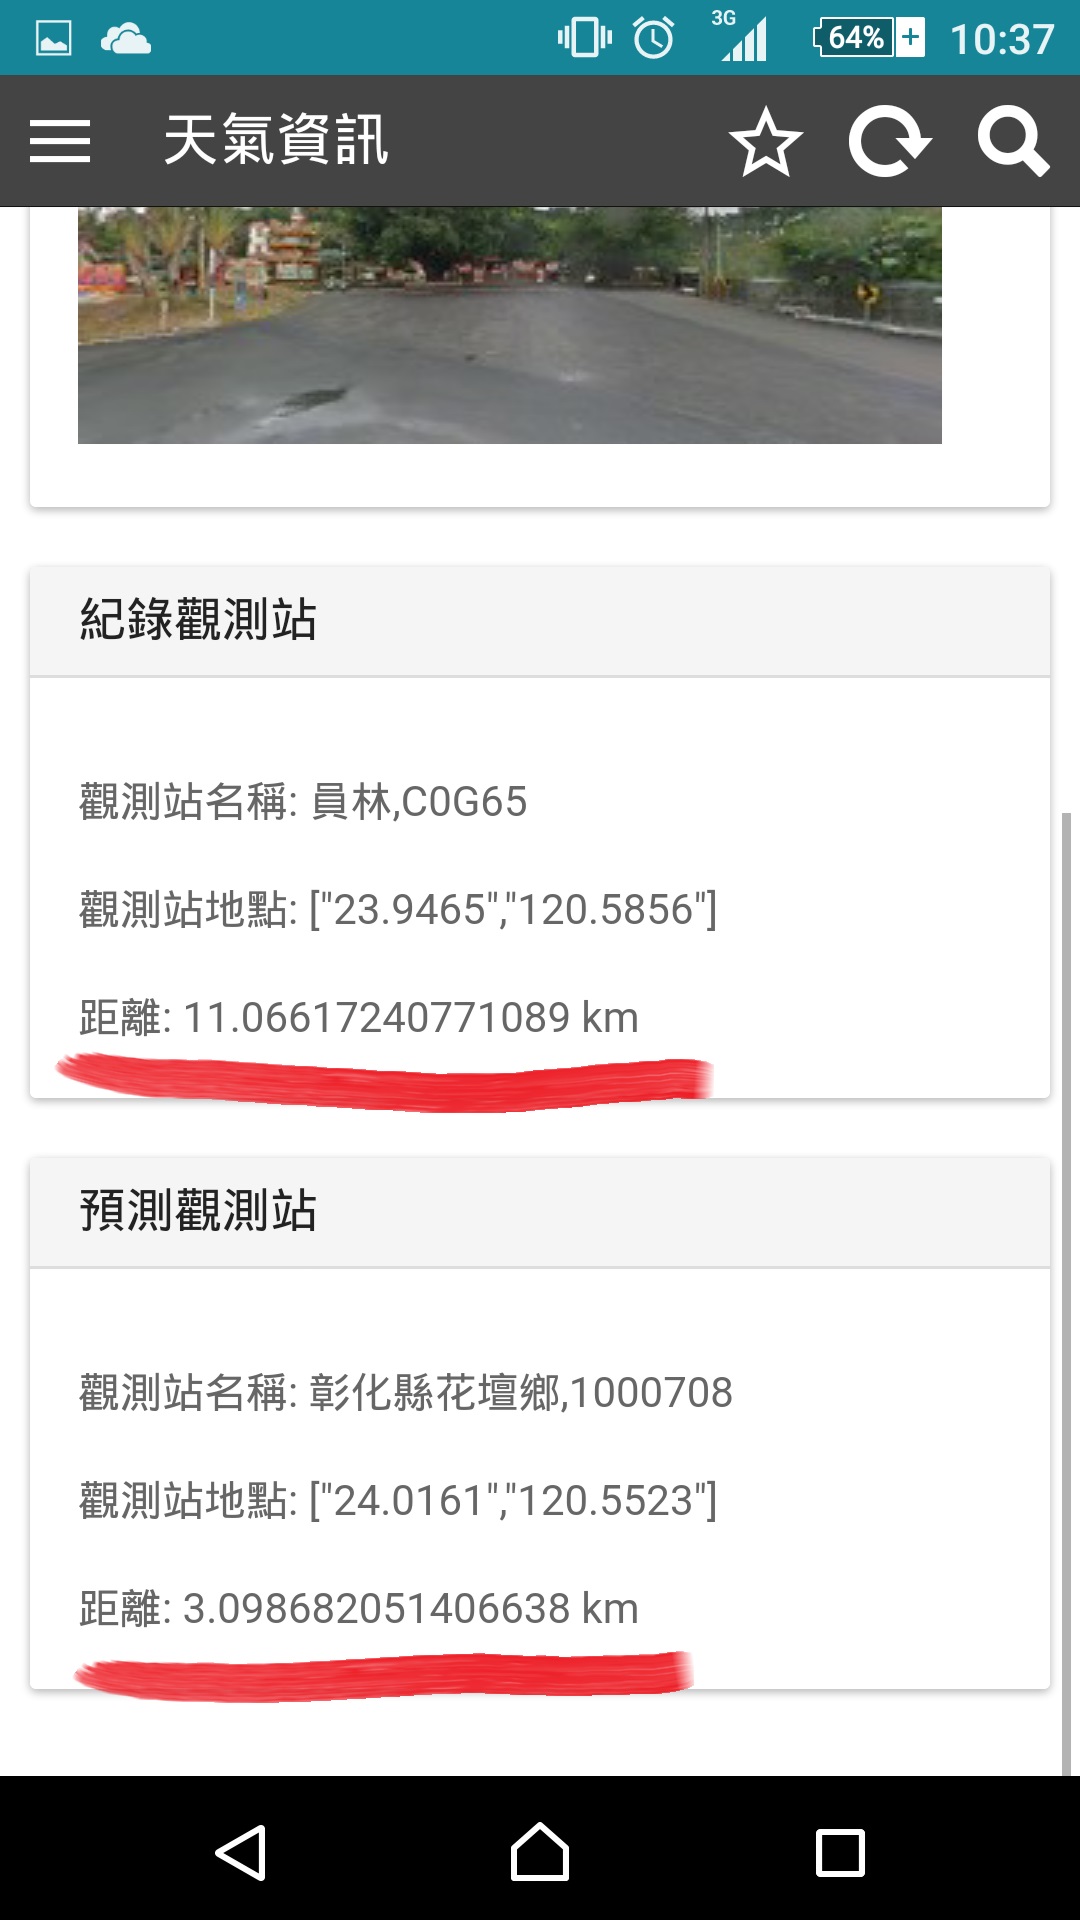 3G 64% 10:37
天氣資訊
紀錄觀測站
觀測站名稱: 員林,C0G65
觀測站地點: ["23.9465","120.5856"]
距離: 11.06617240771089 km
預測觀測站
觀測站名稱: 彰化縣花壇鄉,1000708
觀測站地點: ["24.0161","120.5523"]
距離: 3.098682051406638 km